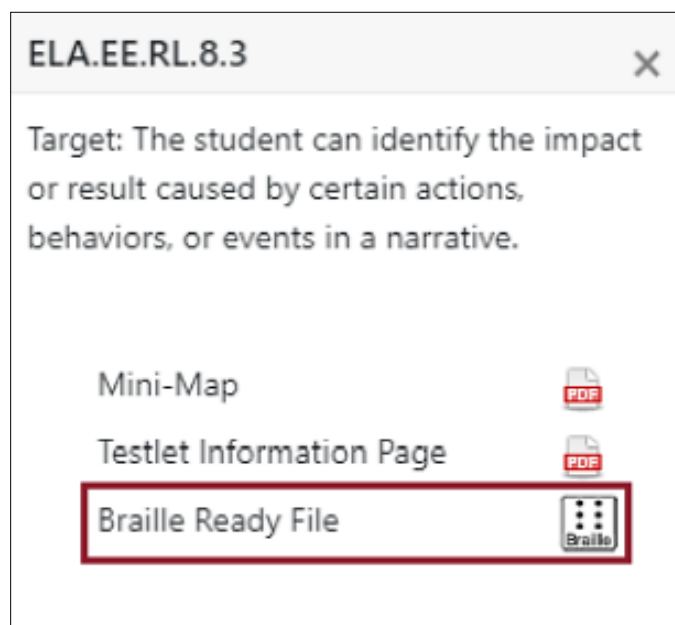 ELA.EE.RL.8.3
Target: The student can identify the impact
or result caused by certain actions,
behaviors, or events in a narrative.
Mini-Map
PDF
Testlet Information Page
PDF
Braille Ready File
Braille